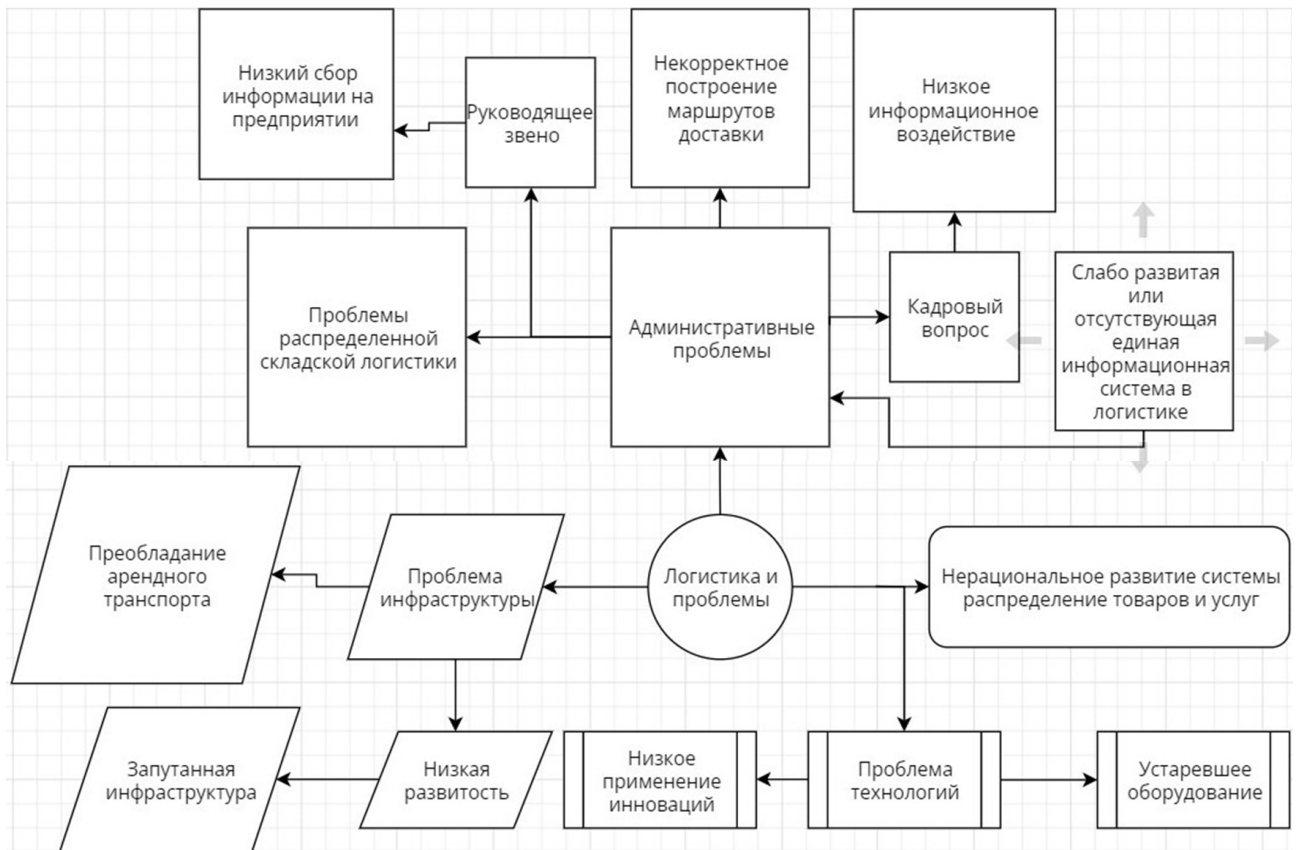 Низкий сбор
информации на
предприятии
Руководящее
звено
Некорректное
построение
маршрутов
доставки
Низкое
информационное
воздействие
Проблемы
распределенной
складской логистики
Административные
проблемы
Кадровый
вопрос
Слабо развитая
или
отсутствующая
единая
информационная
система в
логистике
Преобладание
арендного
транспорта
Проблема
инфраструктуры
Логистика и
проблемы
Нерациональное развитие системы
распределение товаров и услуг
Запутанная
инфраструктура
Низкая
развитость
Низкое
применение
инноваций
Проблема
технологий
Устаревшее
оборудование